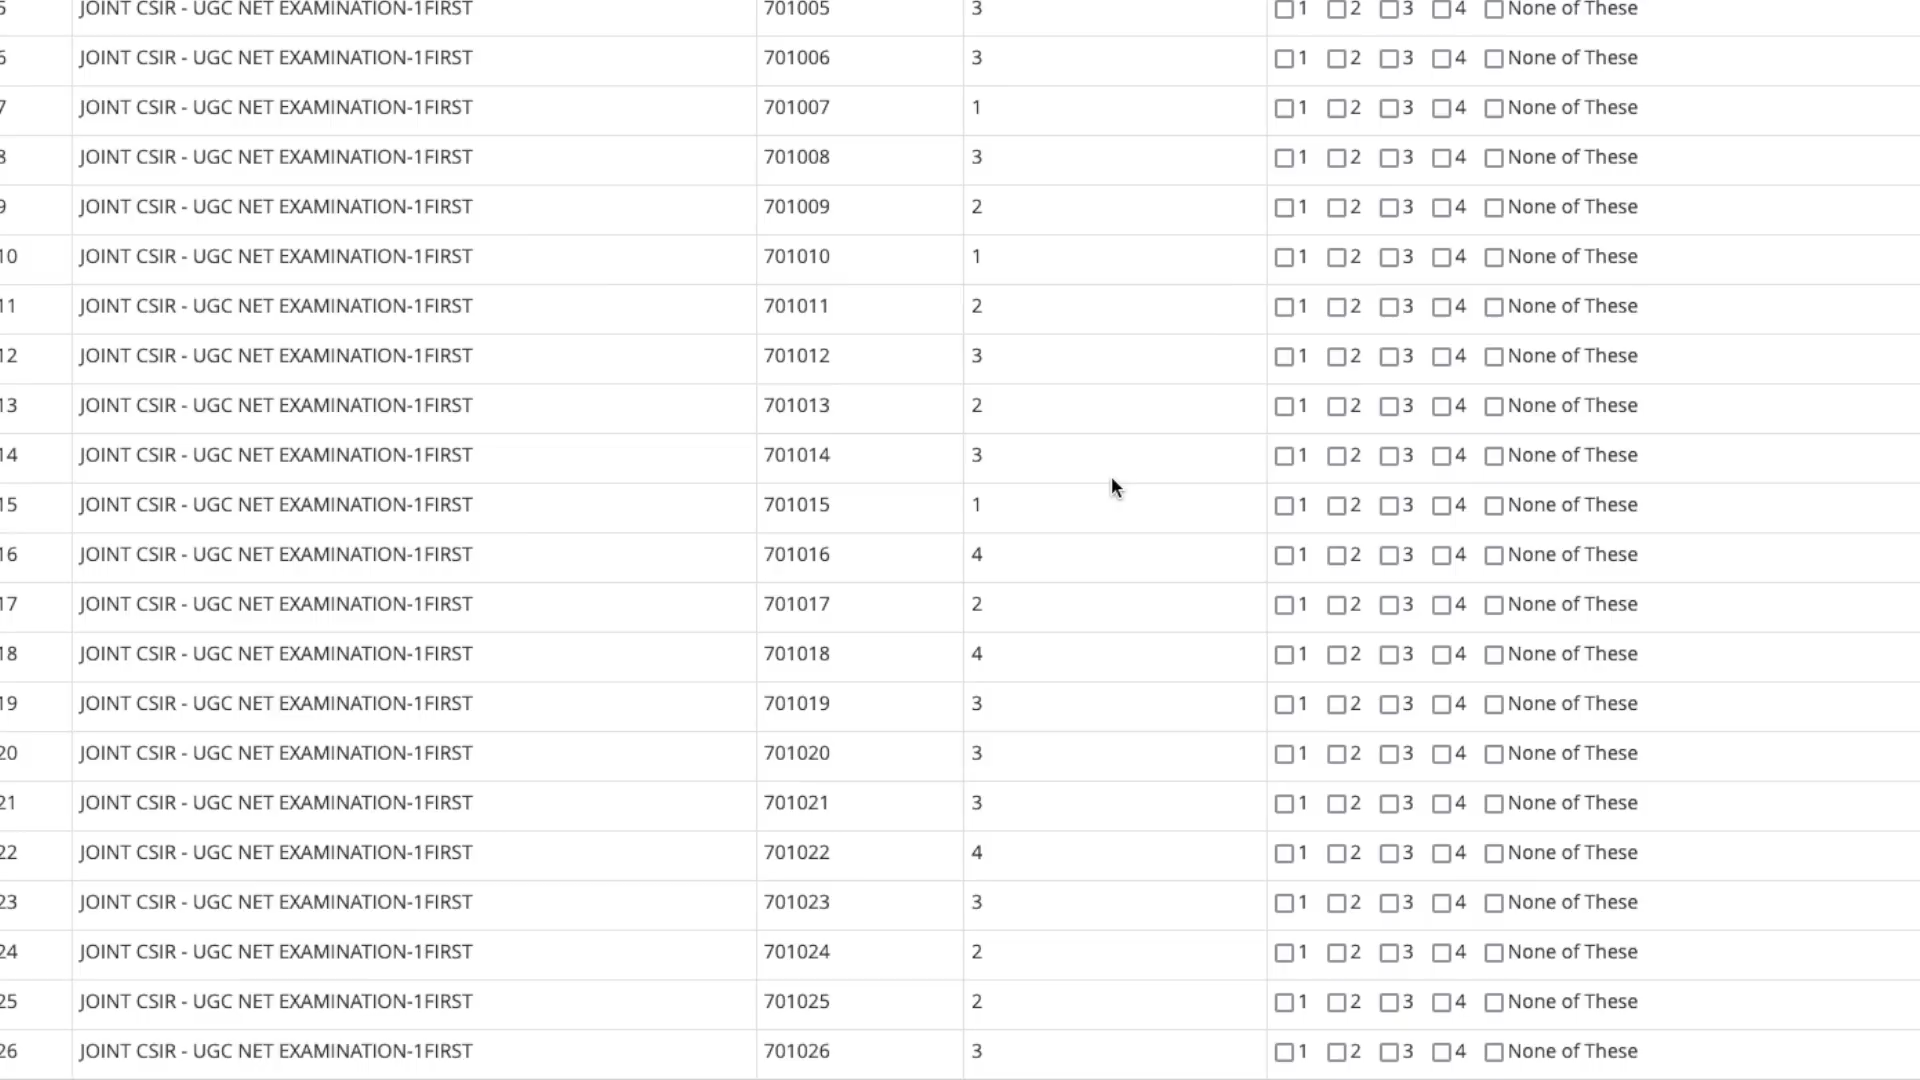 5 JOINT CSIR - UGC NET EXAMINATION-1FIRST 701005 3 1 2 3 4 None of These
6 JOINT CSIR - UGC NET EXAMINATION-1FIRST 701006 3 1 2 3 4 None of These
7 JOINT CSIR - UGC NET EXAMINATION-1FIRST 701007 1 1 2 3 4 None of These
8 JOINT CSIR - UGC NET EXAMINATION-1FIRST 701008 3 1 2 3 4 None of These
9 JOINT CSIR - UGC NET EXAMINATION-1FIRST 701009 2 1 2 3 4 None of These
10 JOINT CSIR - UGC NET EXAMINATION-1FIRST 701010 1 1 2 3 4 None of These
11 JOINT CSIR - UGC NET EXAMINATION-1FIRST 701011 2 1 2 3 4 None of These
12 JOINT CSIR - UGC NET EXAMINATION-1FIRST 701012 3 1 2 3 4 None of These
13 JOINT CSIR - UGC NET EXAMINATION-1FIRST 701013 2 1 2 3 4 None of These
14 JOINT CSIR - UGC NET EXAMINATION-1FIRST 701014 3 1 2 3 4 None of These
15 JOINT CSIR - UGC NET EXAMINATION-1FIRST 701015 1 1 2 3 4 None of These
16 JOINT CSIR - UGC NET EXAMINATION-1FIRST 701016 4 1 2 3 4 None of These
17 JOINT CSIR - UGC NET EXAMINATION-1FIRST 701017 2 1 2 3 4 None of These
18 JOINT CSIR - UGC NET EXAMINATION-1FIRST 701018 4 1 2 3 4 None of These
19 JOINT CSIR - UGC NET EXAMINATION-1FIRST 701019 3 1 2 3 4 None of These
20 JOINT CSIR - UGC NET EXAMINATION-1FIRST 701020 3 1 2 3 4 None of These
21 JOINT CSIR - UGC NET EXAMINATION-1FIRST 701021 3 1 2 3 4 None of These
22 JOINT CSIR - UGC NET EXAMINATION-1FIRST 701022 4 1 2 3 4 None of These
23 JOINT CSIR - UGC NET EXAMINATION-1FIRST 701023 3 1 2 3 4 None of These
24 JOINT CSIR - UGC NET EXAMINATION-1FIRST 701024 2 1 2 3 4 None of These
25 JOINT CSIR - UGC NET EXAMINATION-1FIRST 701025 2 1 2 3 4 None of These
26 JOINT CSIR - UGC NET EXAMINATION-1FIRST 701026 3 1 2 3 4 None of These